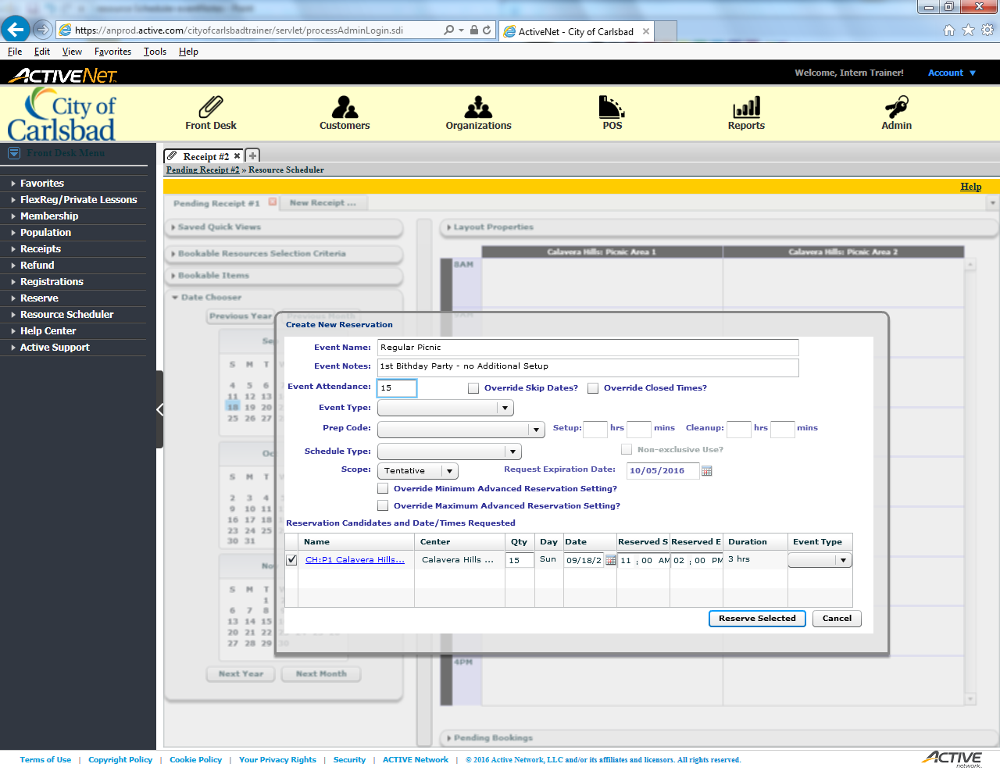 https://anprod.active.com/cityofcarlsbadtrainer/servlet/processAdminLogin.sdi
ActiveNet - City of Carlsbad
File Edit View Favorites Tools Help
ACTIVENET
Welcome, Intern Trainer! Account
City of Carlsbad
Front Desk Customers Organizations POS Reports Admin
Front Desk Menu
Favorites
FlexReg/Private Lessons
Membership
Population
Receipts
Refund
Registrations
Reserve
Resource Scheduler
Help Center
Active Support
Receipt #2
Pending Receipt #2 » Resource Scheduler
Help
Pending Receipt #1 New Receipt ...
Saved Quick Views
Bookable Resources Selection Criteria
Bookable Items
Date Chooser
Previous Year Previous Month
Se
S M T
4 5 6
11 12 13
18 19 20
25 26 27
Oc
S M T
2 3 4
9 10 11
16 17 18
23 24 25
30 31
No
S M T
1
6 7 8
13 14 15
20 21 22
27 28 29 30
Next Year Next Month
Layout Properties
Calavera Hills: Picnic Area 1 Calavera Hills: Picnic Area 2
8AM
9AM
4PM
Pending Bookings
Create New Reservation
Event Name: Regular Picnic
Event Notes: 1st Bithday Party - no Additional Setup
Event Attendance: 15 Override Skip Dates? Override Closed Times?
Event Type:
Prep Code: Setup: hrs mins Cleanup: hrs mins
Schedule Type: Non-exclusive Use?
Scope: Tentative Request Expiration Date: 10/05/2016
Override Minimum Advanced Reservation Setting?
Override Maximum Advanced Reservation Setting?
Reservation Candidates and Date/Times Requested
Name Center Qty Day Date Reserved S Reserved E Duration Event Type
CH:P1 Calavera Hills... Calavera Hills ... 15 Sun 09/18/2 11 : 00 AM 02 : 00 PM 3 hrs
Reserve Selected Cancel
Terms of Use | Copyright Policy | Cookie Policy | Your Privacy Rights | Security | ACTIVE Network | © 2016 Active Network, LLC and/or its affiliates and licensors. All rights reserved.
ACTIVE network